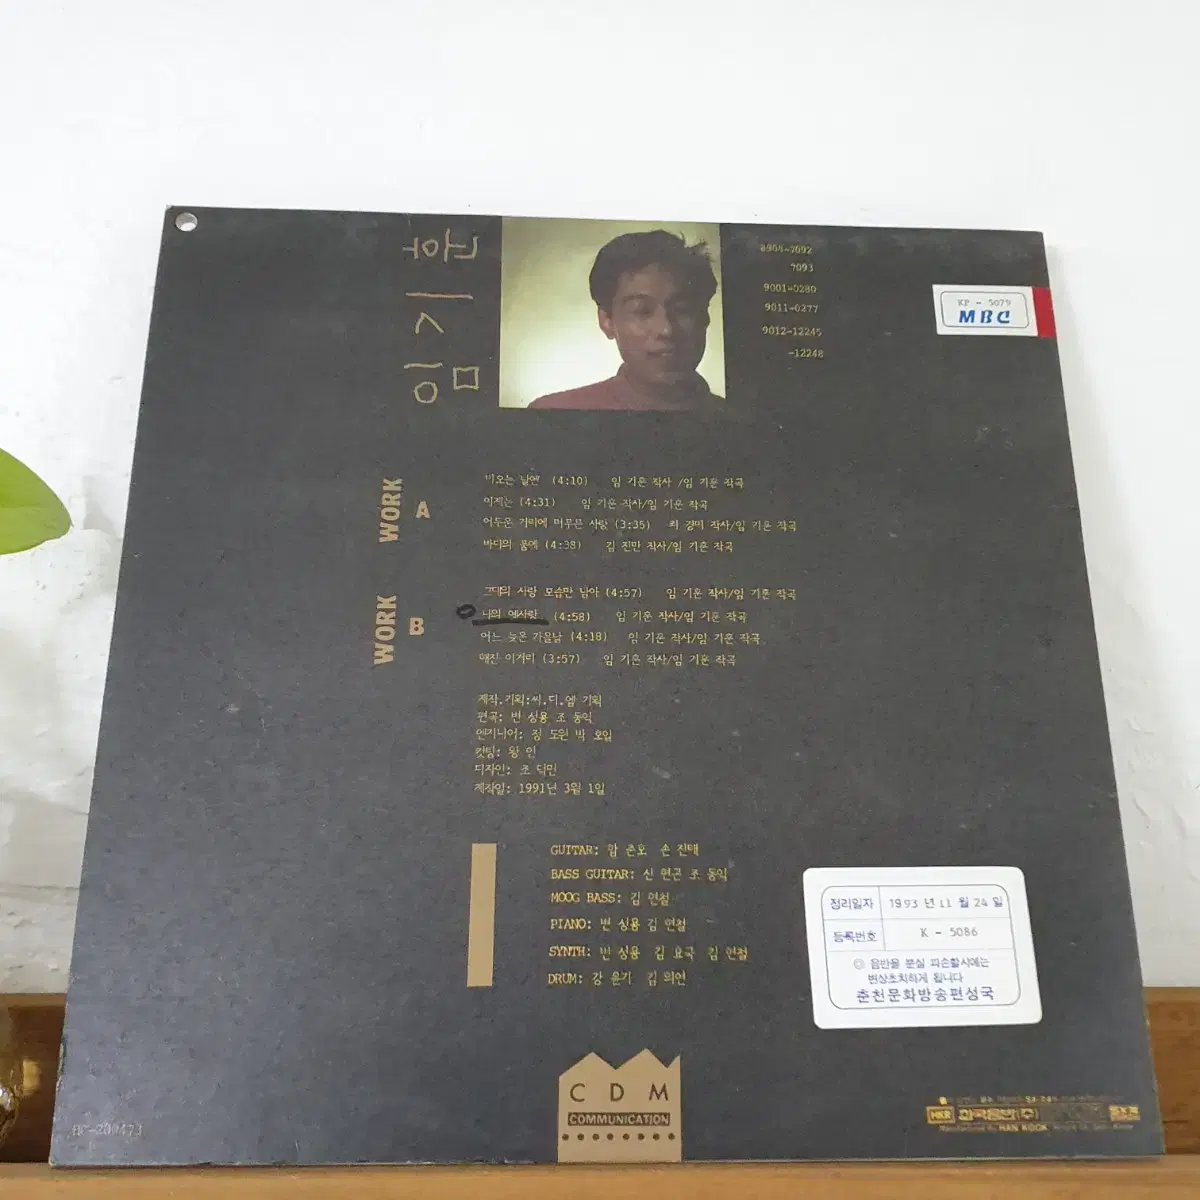 임기훈
8904-7092
7093
9001-0280
9011-0277
9012-12245
-12248
KP - 5079
MBC
WORK A
비오는 날엔 (4:10) 임 기훈 작사/임 기훈 작곡
이제는 (4:31) 임 기훈 작사/임 기훈 작곡
어두운 거리에 머무른 사랑 (3:35) 최 경미 작사/임 기훈 작곡
바다의 품에 (4:38) 김 진만 작사/임 기훈 작곡
WORK B
그대의 사랑 모습만 남아 (4:57) 임 기훈 작사/임 기훈 작곡
나의 옛사랑 (4:58) 임 기훈 작사/임 기훈 작곡
어느 늦은 가을날 (4:18) 임 기훈 작사/임 기훈 작곡
해진 이거리 (3:57) 임 기훈 작사/임 기훈 작곡
제작.기획:씨.디.엠 기획
편곡: 변 성용 조 동익
엔지니어: 정 도원 박 오일
컷팅: 왕 인
디자인: 조 덕민
제작일: 1991년 3월 1일
GUITAR: 함 춘호 손 진태
BASS GUITAR: 신 현곤 조 동익
MOOG BASS: 김 현철
PIANO: 변 성용 김 현철
SYNTH: 변 성용 김 효국 김 현철
DRUM: 강 윤기 김 희연
정리일자 1993 년 11 월 24 일
등록번호 K - 5086
◎ 음반을 분실 파손할시에는
변상조치하게 됩니다
춘천문화방송편성국
CDM
COMMUNICATION
HKR 한국음반(주)
Manufactured by HAN KOOK